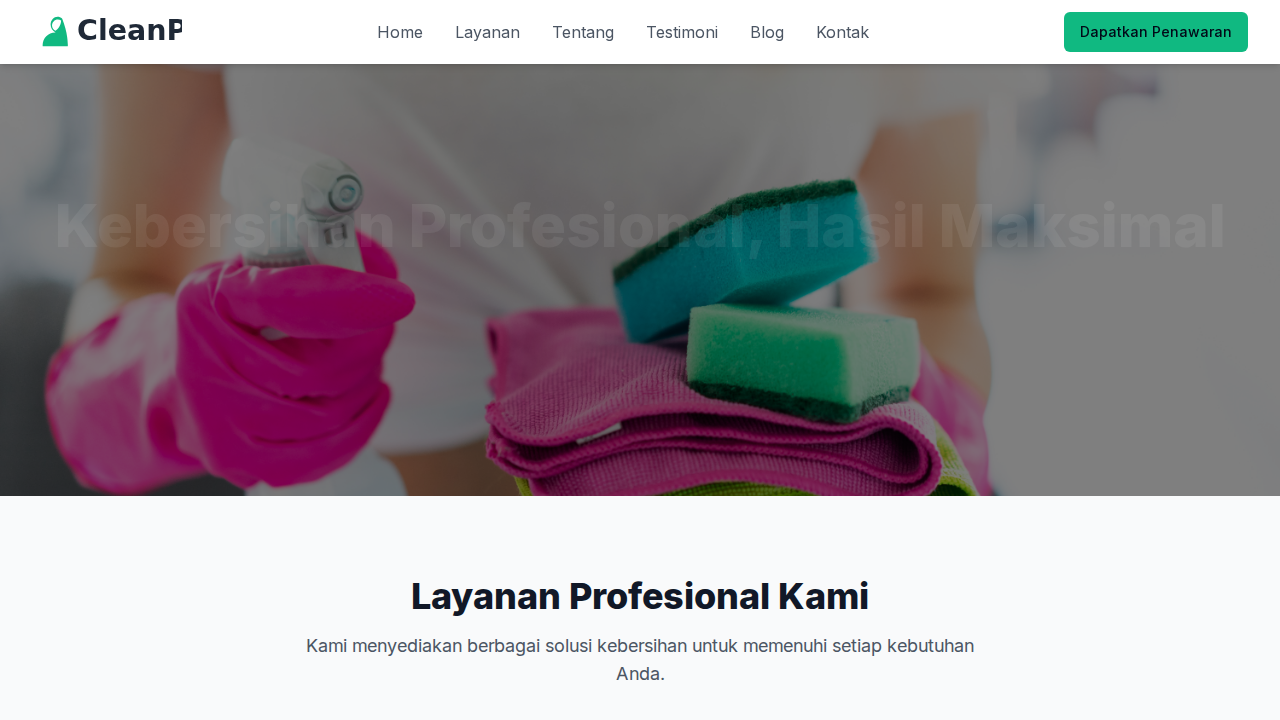 CleanP
Home
Layanan
Tentang
Testimoni
Blog
Kontak
Dapatkan Penawaran
Kebersihan Profesional, Hasil Maksimal
Layanan Profesional Kami
Kami menyediakan berbagai solusi kebersihan untuk memenuhi setiap kebutuhan
Anda.